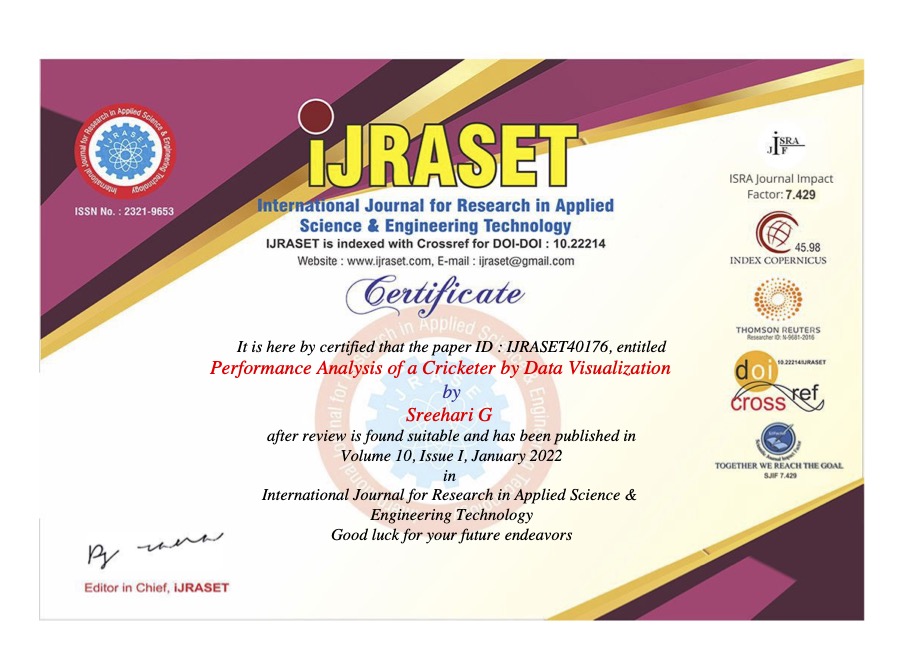 International Journal for Research in Applied Science & Engineering Technology
IJRASET
ISSN No. : 2321-9653
iJRASET
International Journal for Research in Applied
Science & Engineering Technology
IJRASET is indexed with Crossref for DOI-DOI : 10.22214
Website : www.ijraset.com, E-mail : ijraset@gmail.com
Certificate
It is here by certified that the paper ID : IJRASET40176, entitled
Performance Analysis of a Cricketer by Data Visualization
by
Sreehari G
after review is found suitable and has been published in
Volume 10, Issue I, January 2022
in
International Journal for Research in Applied Science &
Engineering Technology
Good luck for your future endeavors
Editor in Chief, iJRASET
ISRA
JIF
ISRA Journal Impact
Factor: 7.429
45.98
INDEX COPERNICUS
THOMSON REUTERS
Researcher ID: N-9681-2016
doi
10.22214/IJRASET
cross ref
TOGETHER WE REACH THE GOAL
SJIF 7.429